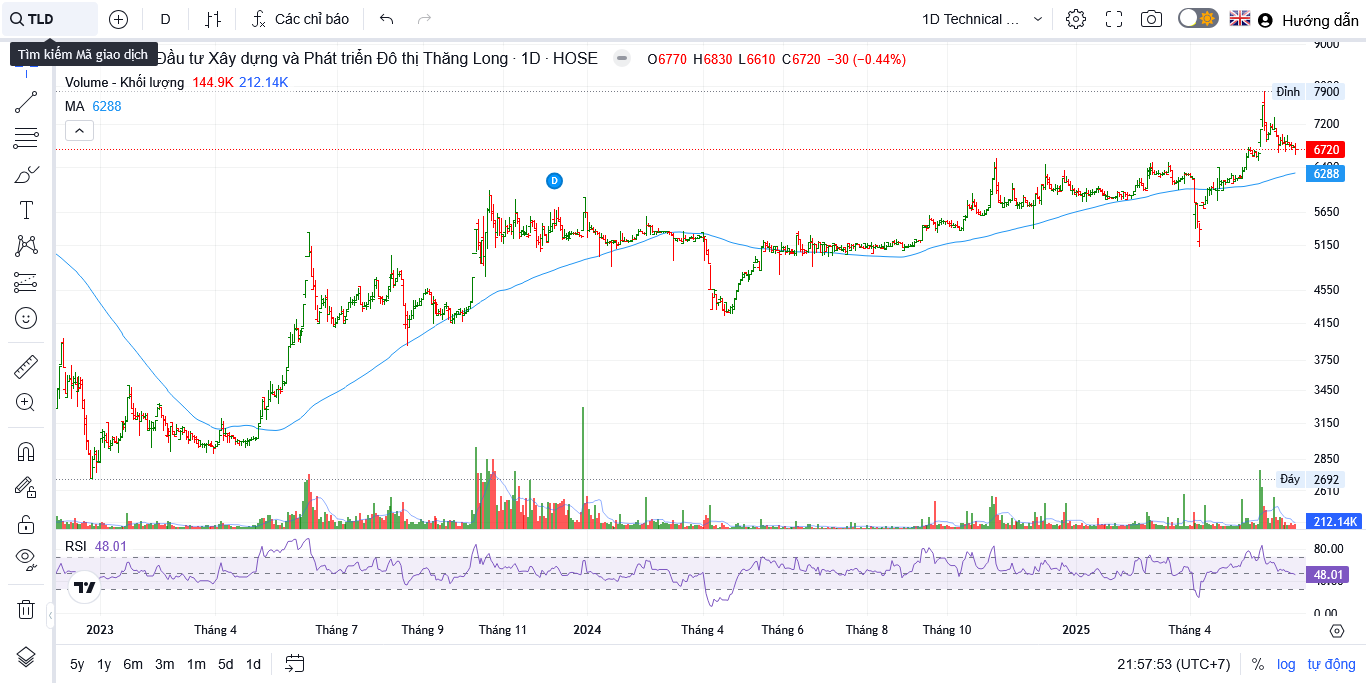 TLD
D
Các chỉ báo
1D Technical ...
Hướng dẫn
Tìm kiếm Mã giao dịch
Đầu tư Xây dựng và Phát triển Đô thị Thăng Long · 1D · HOSE
O6770 H6830 L6610 C6720 −30 (−0.44%)
Volume - Khối lượng 144.9K 212.14K
MA 6288
D
9000
Đỉnh 7900
7200
6720
6288
5650
5150
4550
4150
3750
3450
3150
2850
Đáy 2692
2610
212.14K
RSI 48.01
80.00
48.01
0.00
2023 Tháng 4 Tháng 7 Tháng 9 Tháng 11 2024 Tháng 4 Tháng 6 Tháng 8 Tháng 10 2025 Tháng 4
5y 1y 6m 3m 1m 5d 1d
21:57:53 (UTC+7) % log tự động